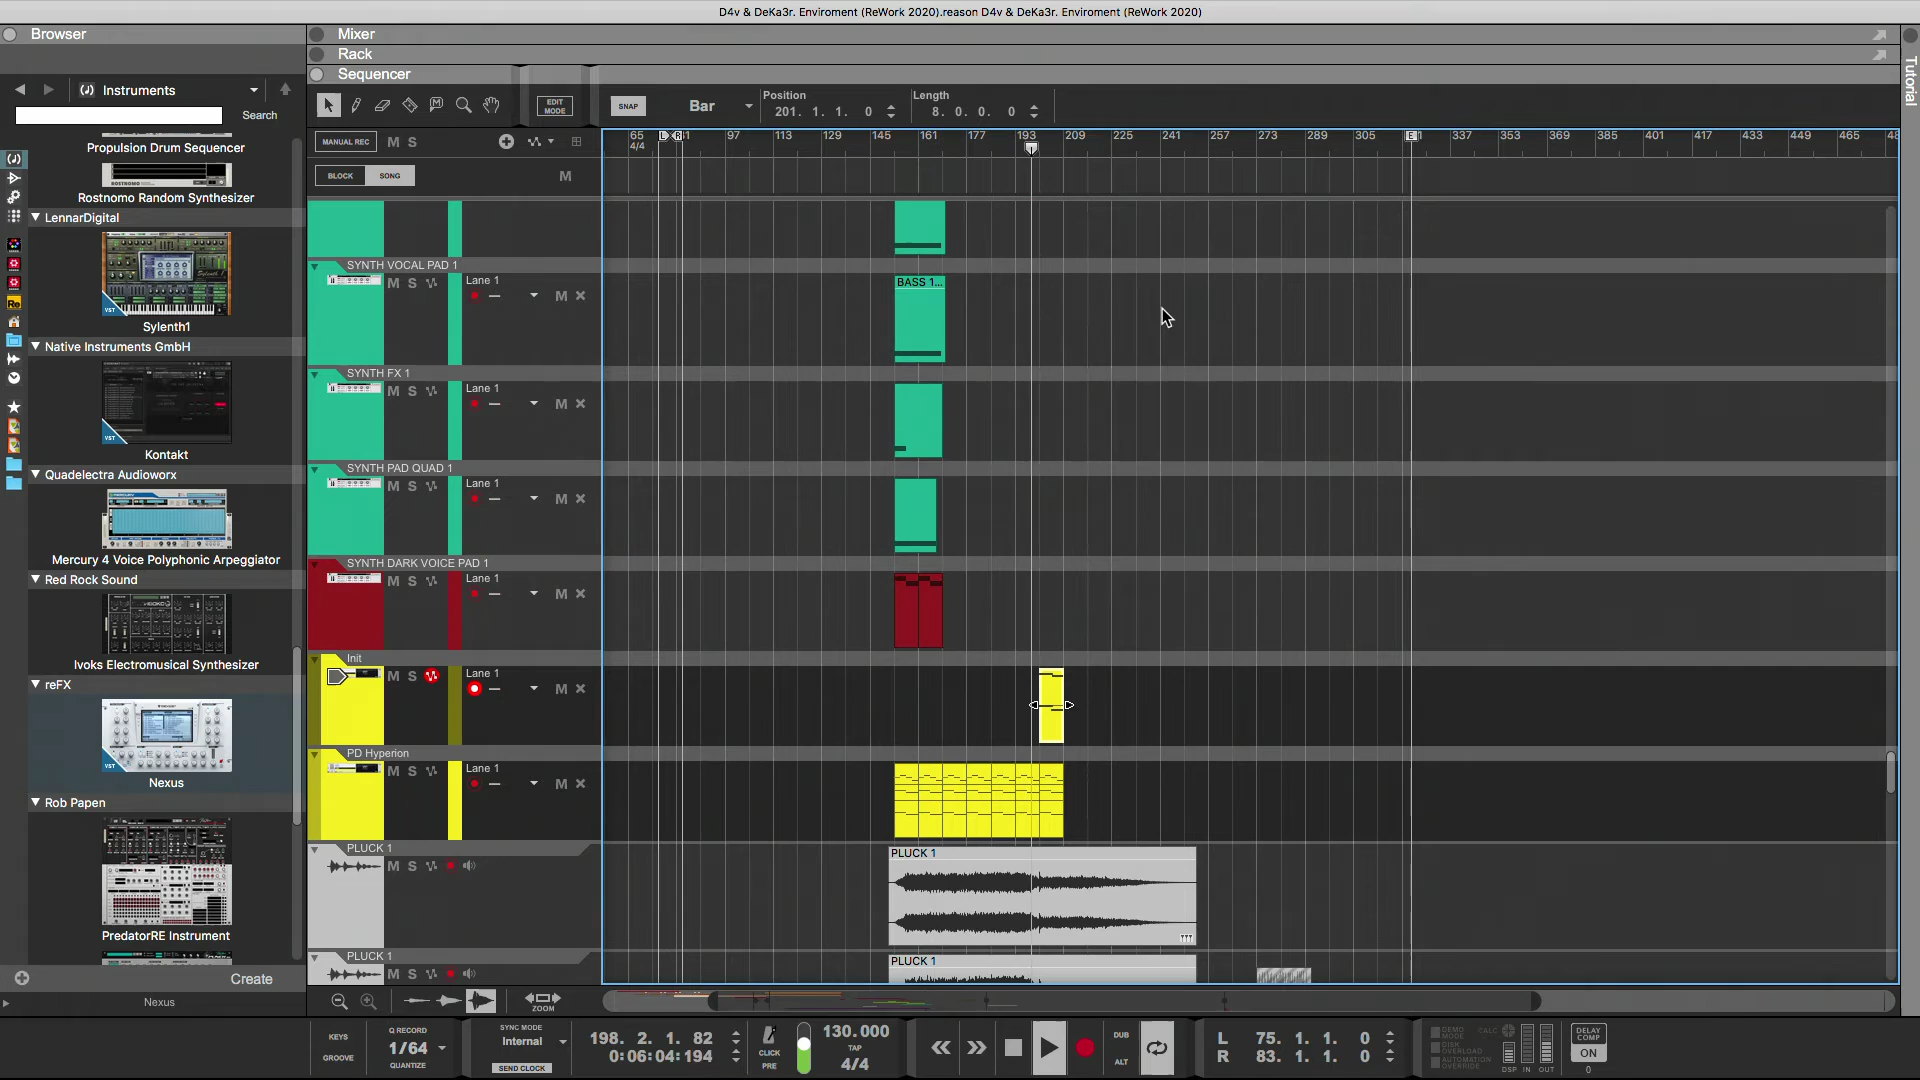 D4v & DeKa3r. Enviroment (ReWork 2020).reason D4v & DeKa3r. Enviroment (ReWork 2020)
Browser
Mixer
Rack
Sequencer
Tutorial
Instruments
Search
Propulsion Drum Sequencer
Rostnomo Random Synthesizer
LennarDigital
Sylenth1
Native Instruments GmbH
Kontakt
Quadelectra Audioworx
Mercury 4 Voice Polyphonic Arpeggiator
Red Rock Sound
Ivoks Electromusical Synthesizer
reFX
Nexus
Rob Papen
PredatorRE Instrument
Create
Nexus
EDIT MODE
SNAP
Bar
Position
201. 1. 1. 0
Length
8. 0. 0. 0
MANUAL REC M S
BLOCK SONG M
65 L R 97 113 129 145 161 177 193 209 225 241 257 273 289 305 E 337 353 369 385 401 417 433 449 465
4/4
SYNTH VOCAL PAD 1
M S Lane 1 M
BASS 1...
SYNTH FX 1
M S Lane 1 M
SYNTH PAD QUAD 1
M S Lane 1 M
SYNTH DARK VOICE PAD 1
M S Lane 1 M
Init
M S Lane 1 M
PD Hyperion
M S Lane 1 M
PLUCK 1
M S
PLUCK 1
PLUCK 1
M S
PLUCK 1
ZOOM
KEYS
GROOVE
Q RECORD
1/64
QUANTIZE
SYNC MODE
Internal
SEND CLOCK
198. 2. 1. 82
0:06:04:194
CLICK
PRE
130.000
TAP
4/4
DUB
ALT
L 75. 1. 1. 0
R 83. 1. 1. 0
DEMO MODE
DISK OVERLOAD
AUTOMATION OVERRIDE
CALC
DSP IN OUT
DELAY COMP
ON
0